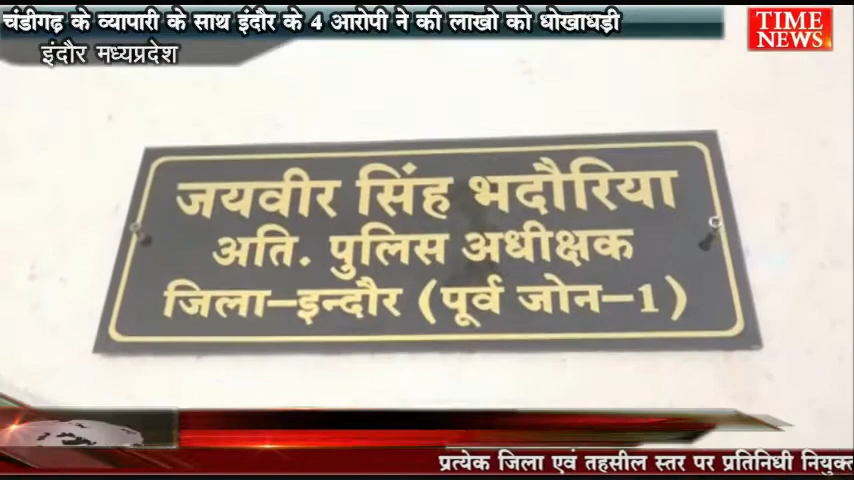 चंडीगढ़ के व्यापारी के साथ इंदौर के 4 आरोपी ने की लाखो को धोखाधड़ी
TIME
NEWS
इंदौर मध्यप्रदेश
जयवीर सिंह भदौरिया
अति. पुलिस अधीक्षक
जिला-इन्दौर (पूर्व जोन-1)
प्रत्येक जिला एवं तहसील स्तर पर प्रतिनिधी नियुक्त